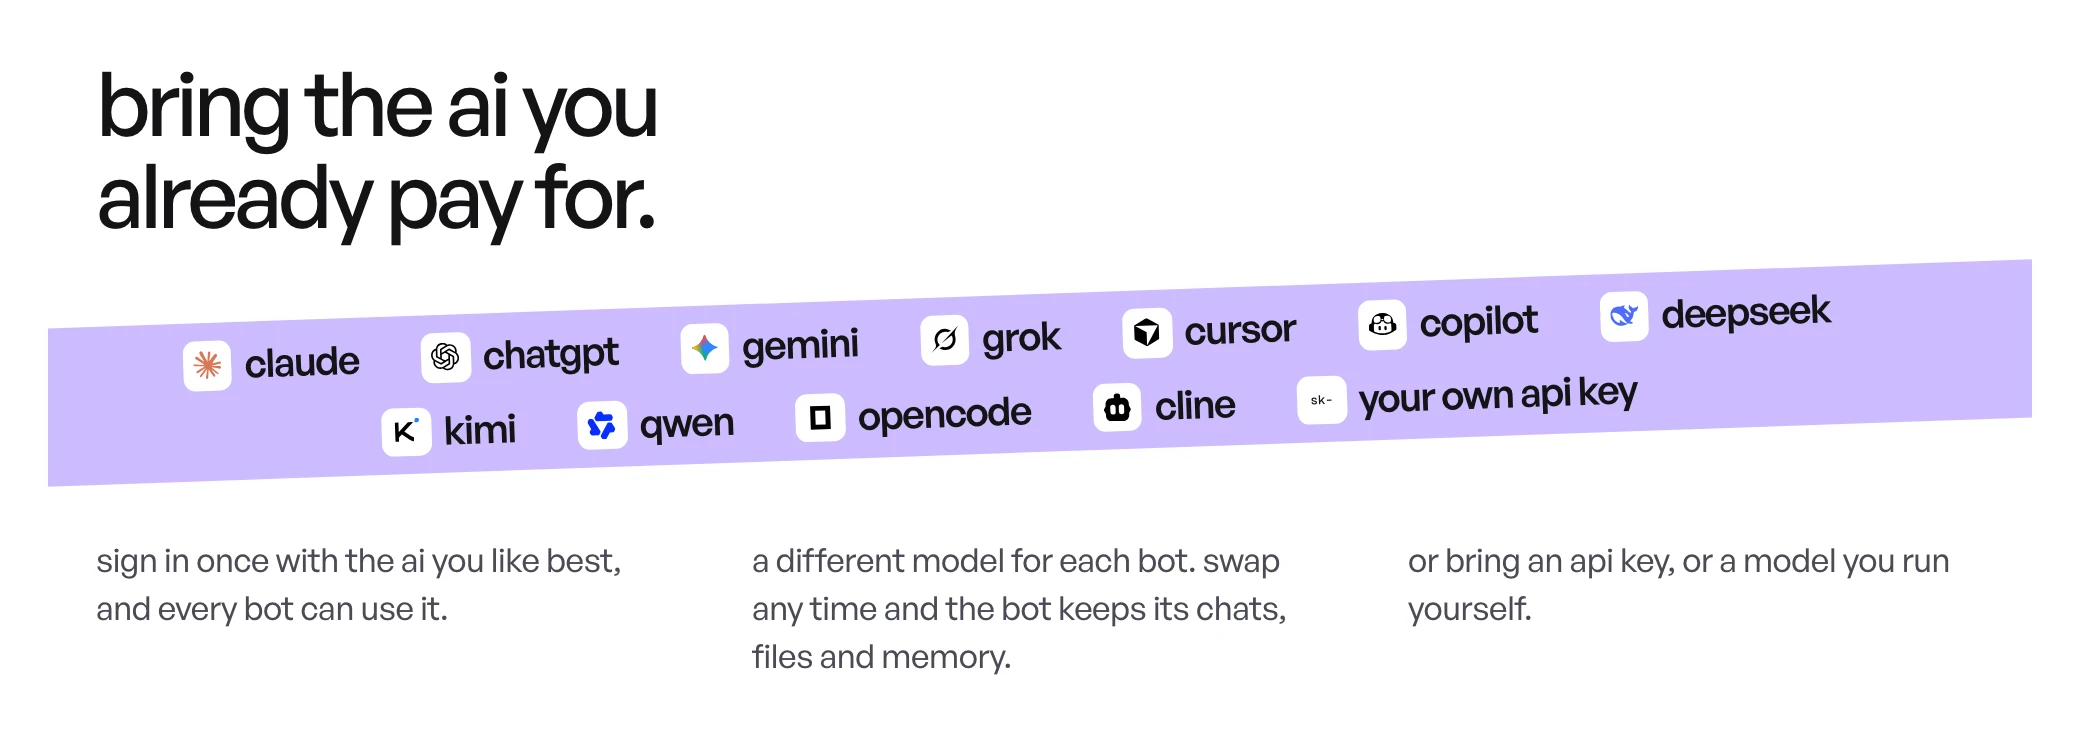 bring the ai you
already pay for.
claude chatgpt gemini grok cursor copilot deepseek
kimi qwen opencode cline sk- your own api key
sign in once with the ai you like best,
and every bot can use it.
a different model for each bot. swap
any time and the bot keeps its chats,
files and memory.
or bring an api key, or a model you run
yourself.